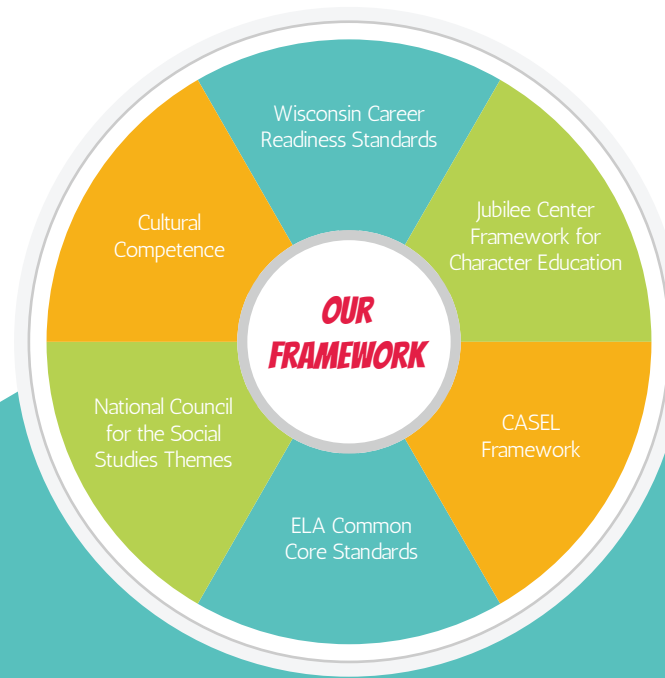 Wisconsin Career
Readiness Standards
Jubilee Center
Framework for
Character Education
Cultural
Competence
OUR
FRAMEWORK
National Council
for the Social
Studies Themes
CASEL
Framework
ELA Common
Core Standards